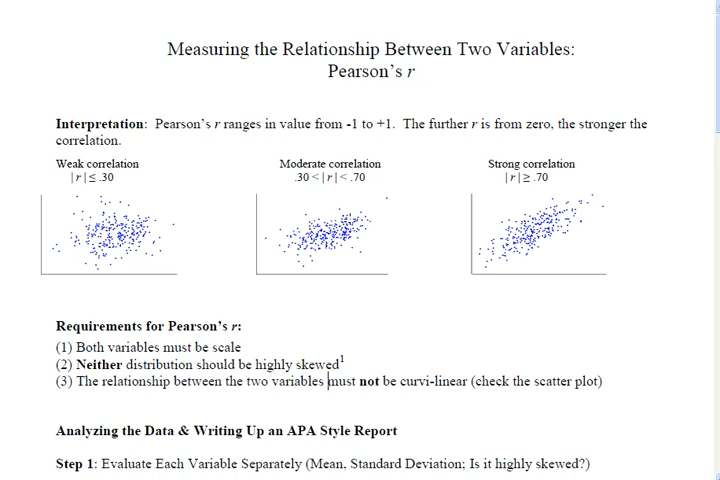 Measuring the Relationship Between Two Variables:
Pearson's r
Interpretation: Pearson's r ranges in value from -1 to +1. The further r is from zero, the stronger the
correlation.
Weak correlation
|r| ≤ .30
Moderate correlation
.30 < |r| < .70
Strong correlation
|r| ≥ .70
Requirements for Pearson's r:
(1) Both variables must be scale
(2) Neither distribution should be highly skewed¹
(3) The relationship between the two variables must not be curvi-linear (check the scatter plot)
Analyzing the Data & Writing Up an APA Style Report
Step 1: Evaluate Each Variable Separately (Mean, Standard Deviation; Is it highly skewed?)